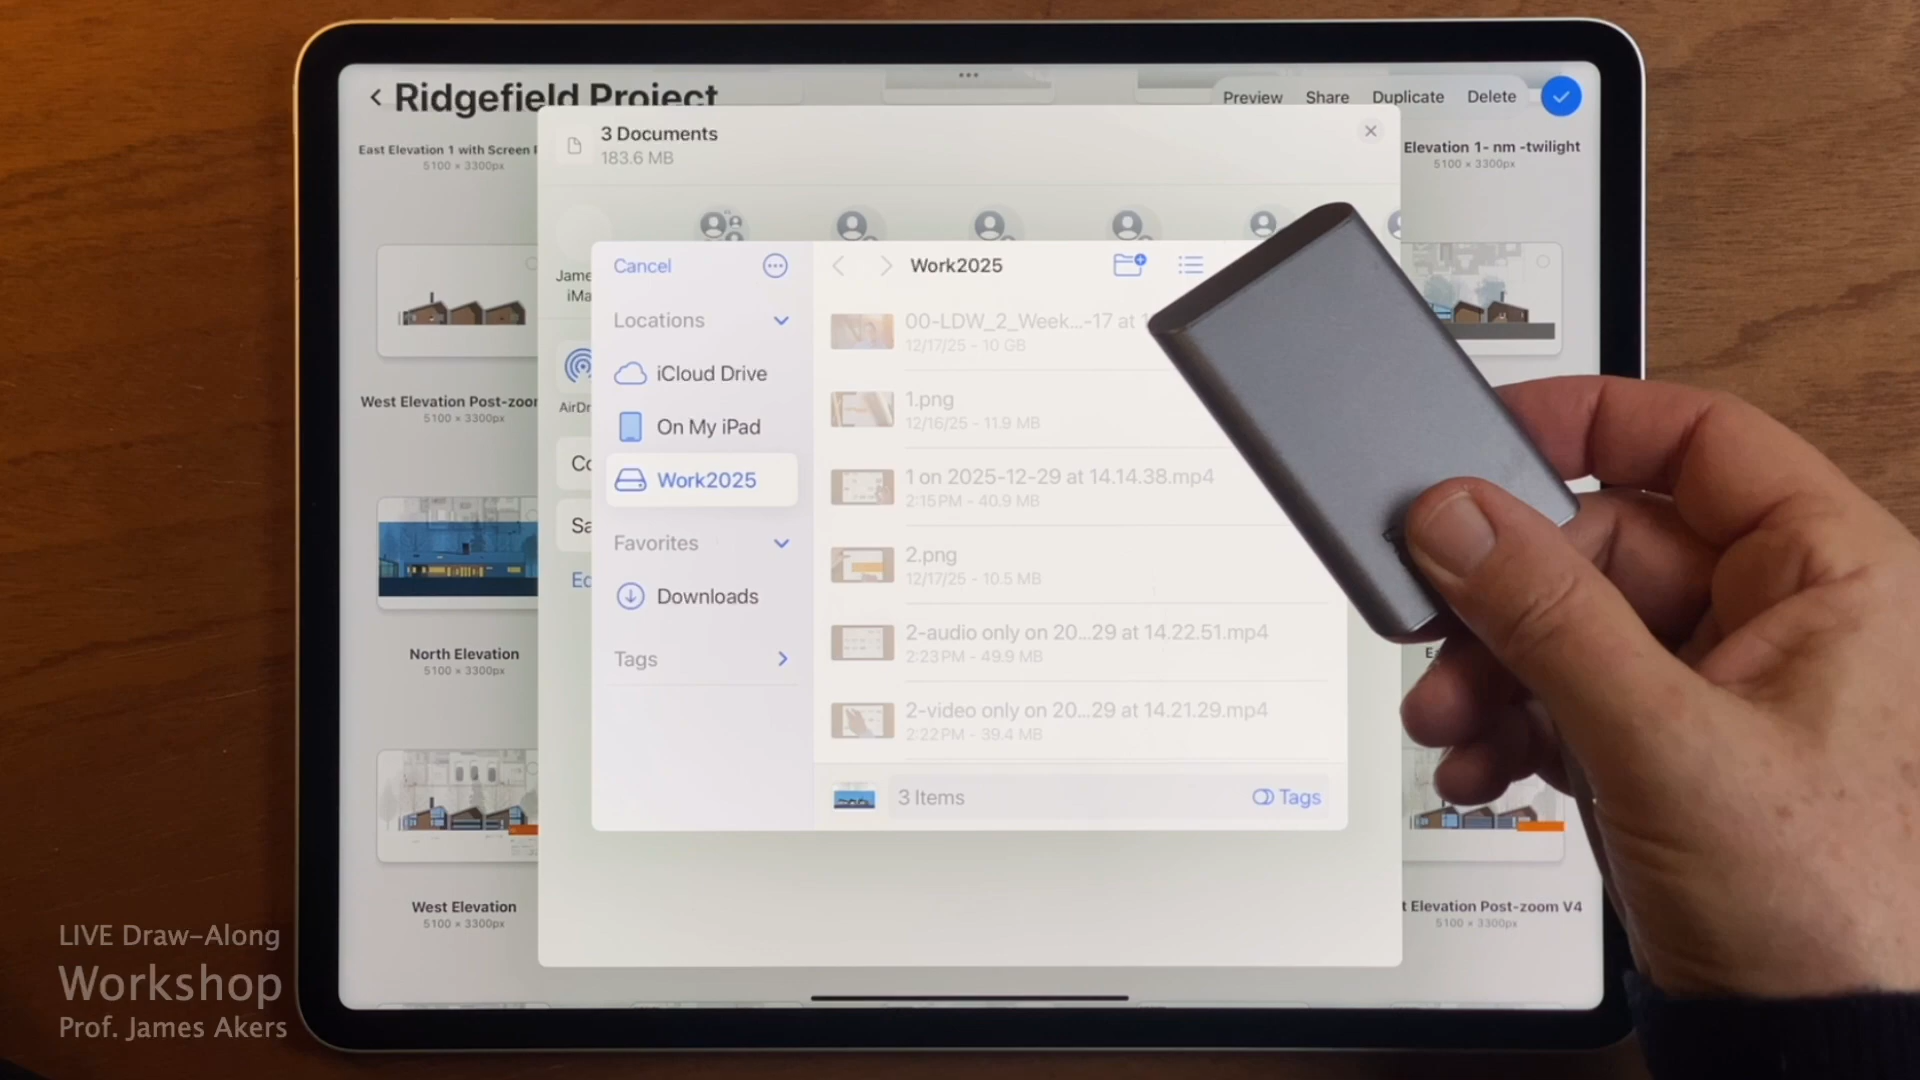 Ridgefield Project
Preview Share Duplicate Delete
East Elevation 1 with Screen
5100 × 3300px
3 Documents
183.6 MB
Elevation 1- nm -twilight
5100 × 3300px
Cancel
Work2025
Locations
iCloud Drive
On My iPad
Work2025
Favorites
Downloads
Tags
00-LDW_2_Week...-17 at
12/17/25 - 10 GB
1.png
12/16/25 - 11.9 MB
1 on 2025-12-29 at 14.14.38.mp4
2:15 PM - 40.9 MB
2.png
12/17/25 - 10.5 MB
2-audio only on 20...29 at 14.22.51.mp4
2:23 PM - 49.9 MB
2-video only on 20...29 at 14.21.29.mp4
2:22 PM - 39.4 MB
3 Items
Tags
West Elevation Post-zoo
5100 × 3300px
North Elevation
5100 × 3300px
West Elevation
5100 × 3300px
t Elevation Post-zoom V4
5100 × 3300px
LIVE Draw-Along
Workshop
Prof. James Akers